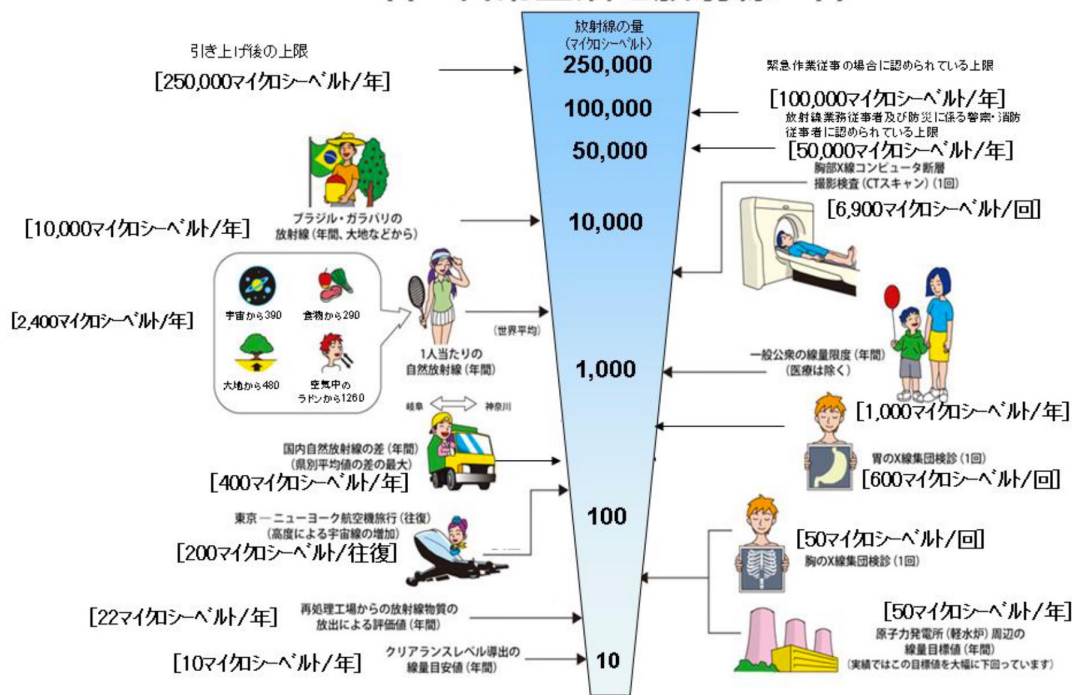 放射線の量
(マイクロシーベルト)
250,000
100,000
50,000
10,000
1,000
100
10
引き上げ後の上限
[250,000マイクロシーベルト/年]
[10,000マイクロシーベルト/年]
ブラジル・ガラパリの
放射線(年間、大地などから)
[2,400マイクロシーベルト/年]
宇宙から390
食物から290
大地から480
空気中の
ラドンから1260
(世界平均)
1人当たりの
自然放射線(年間)
岐阜
神奈川
国内自然放射線の差(年間)
(県別平均値の差の最大)
[400マイクロシーベルト/年]
東京―ニューヨーク航空機旅行(往復)
(高度による宇宙線の増加)
[200マイクロシーベルト/往復]
[22マイクロシーベルト/年]
再処理工場からの放射線物質の
放出による評価値(年間)
[10マイクロシーベルト/年]
クリアランスレベル導出の
線量目安値(年間)
緊急作業従事の場合に認められている上限
[100,000マイクロシーベルト/年]
放射線業務従事者及び防災に係る警察・消防
従事者に認められている上限
[50,000マイクロシーベルト/年]
胸部X線コンピュータ断層
撮影検査(CTスキャン)(1回)
[6,900マイクロシーベルト/回]
一般公衆の線量限度(年間)
(医療は除く)
[1,000マイクロシーベルト/年]
胃のX線集団検診(1回)
[600マイクロシーベルト/回]
[50マイクロシーベルト/回]
胸のX線集団検診(1回)
[50マイクロシーベルト/年]
原子力発電所(軽水炉)周辺の
線量目標値(年間)
(実績ではこの目標値を大幅に下回っています)